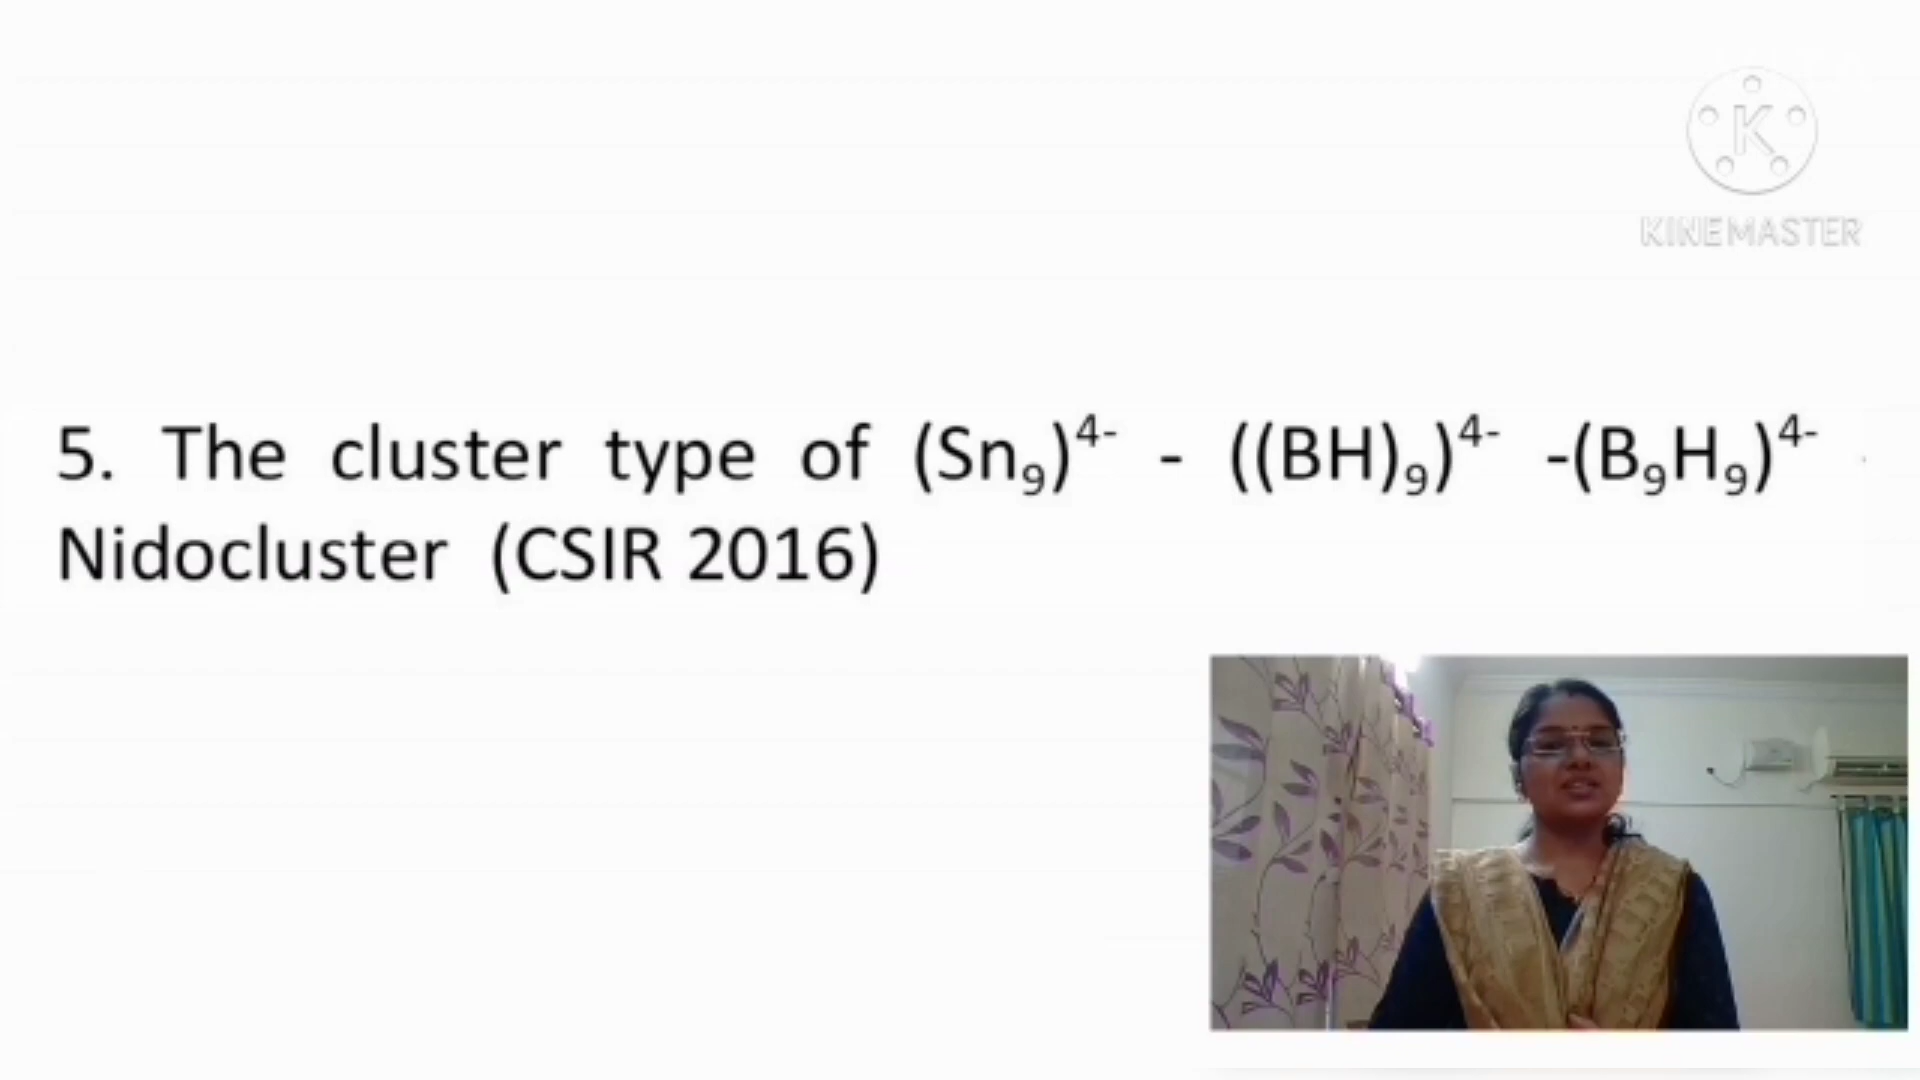 K
KINEMASTER
5. The cluster type of (Sn₉)⁴⁻ - ((BH)₉)⁴⁻ -(B₉H₉)⁴⁻
Nidocluster (CSIR 2016)